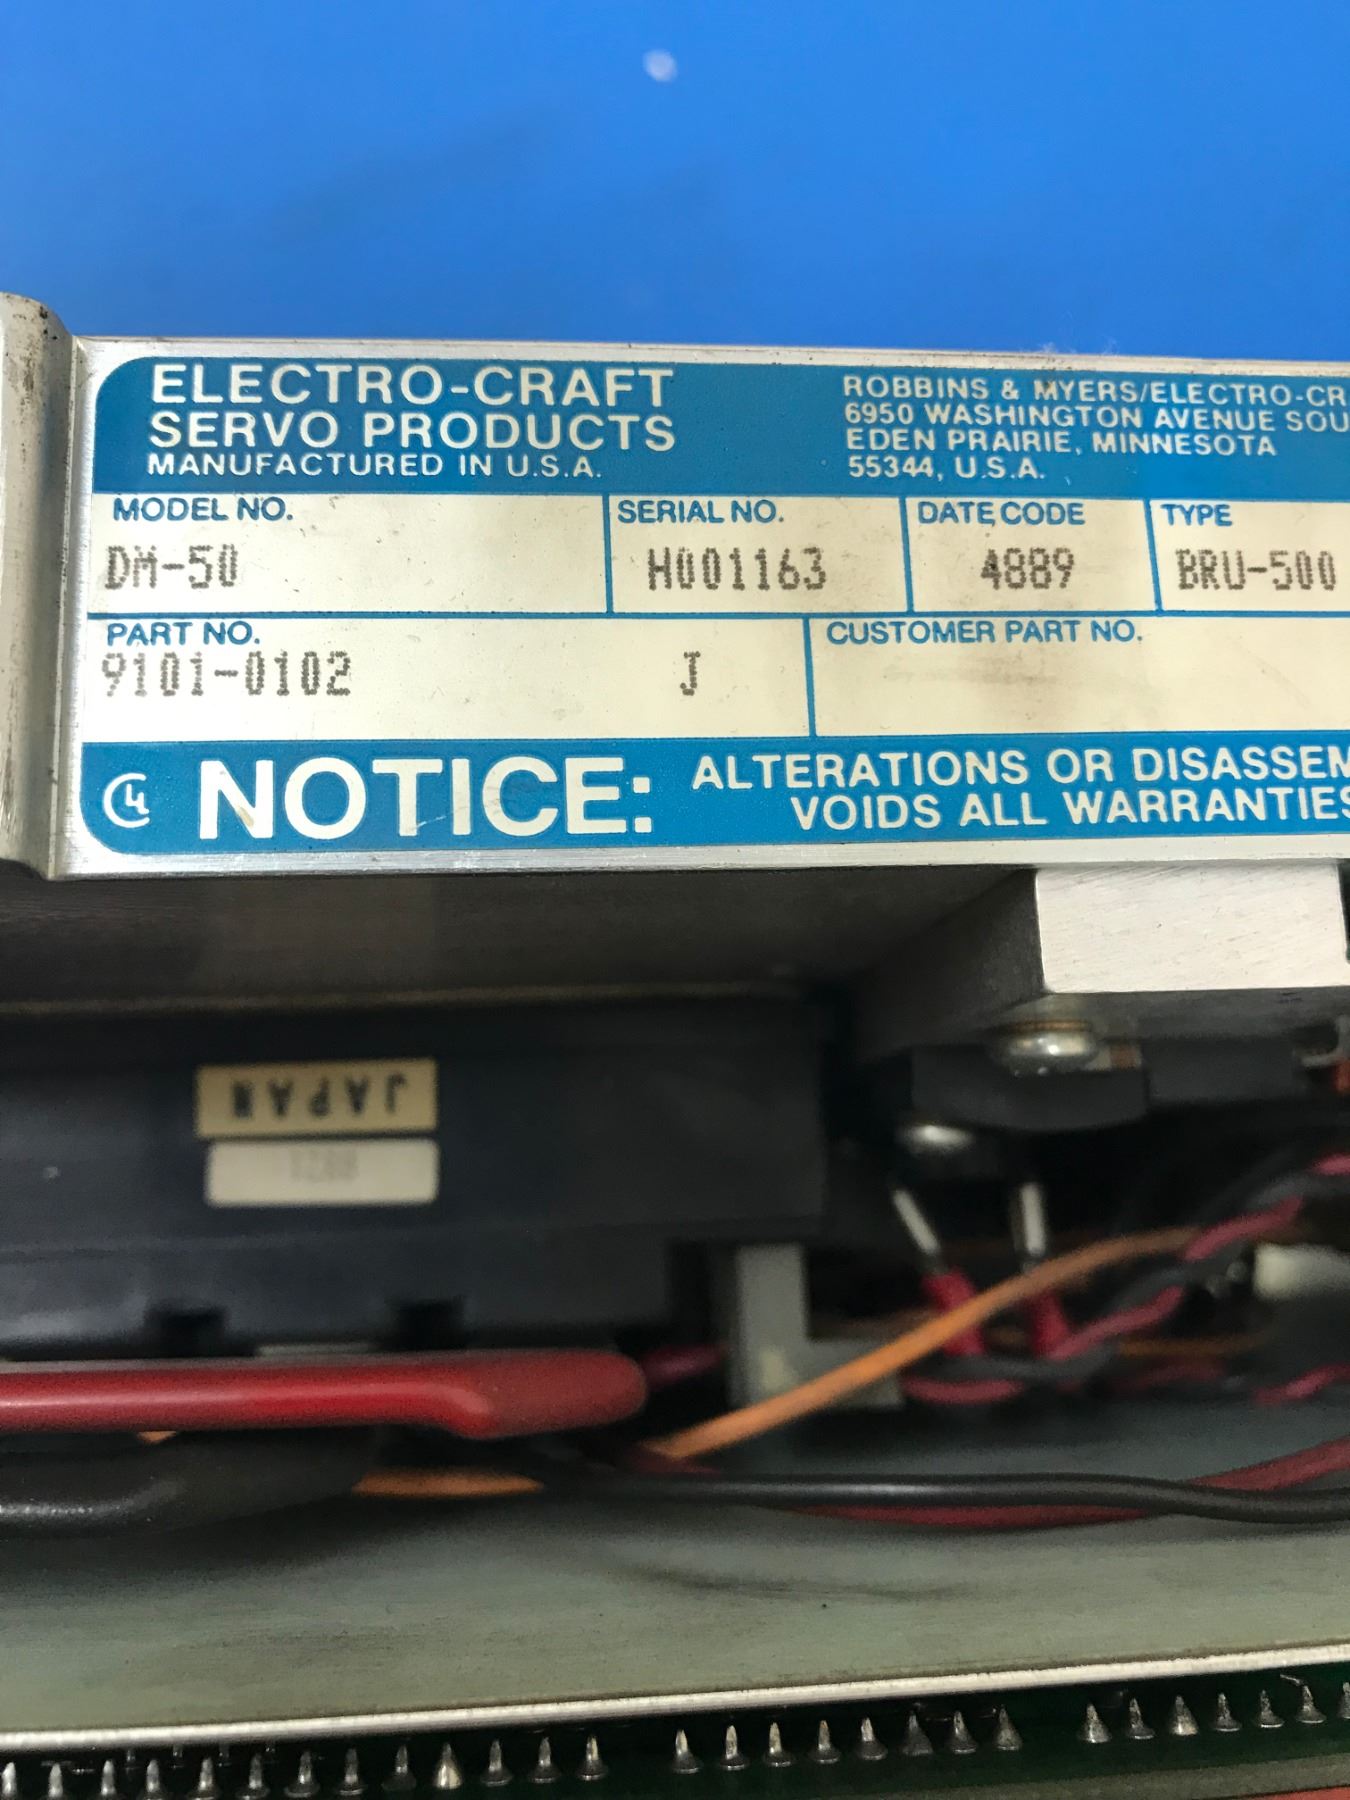 ELECTRO-CRAFT
SERVO PRODUCTS
MANUFACTURED IN U.S.A.
ROBBINS & MYERS/ELECTRO-CR
6950 WASHINGTON AVENUE SOU
EDEN PRAIRIE, MINNESOTA
55344, U.S.A.
MODEL NO.
DM-50
SERIAL NO.
H001163
DATE CODE
4889
TYPE
BRU-500
PART NO.
9101-0102 J
CUSTOMER PART NO.
NOTICE:
ALTERATIONS OR DISASSEM
VOIDS ALL WARRANTIES
JAPAN